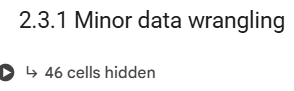 2.3.1 Minor data wrangling
↳ 46 cells hidden